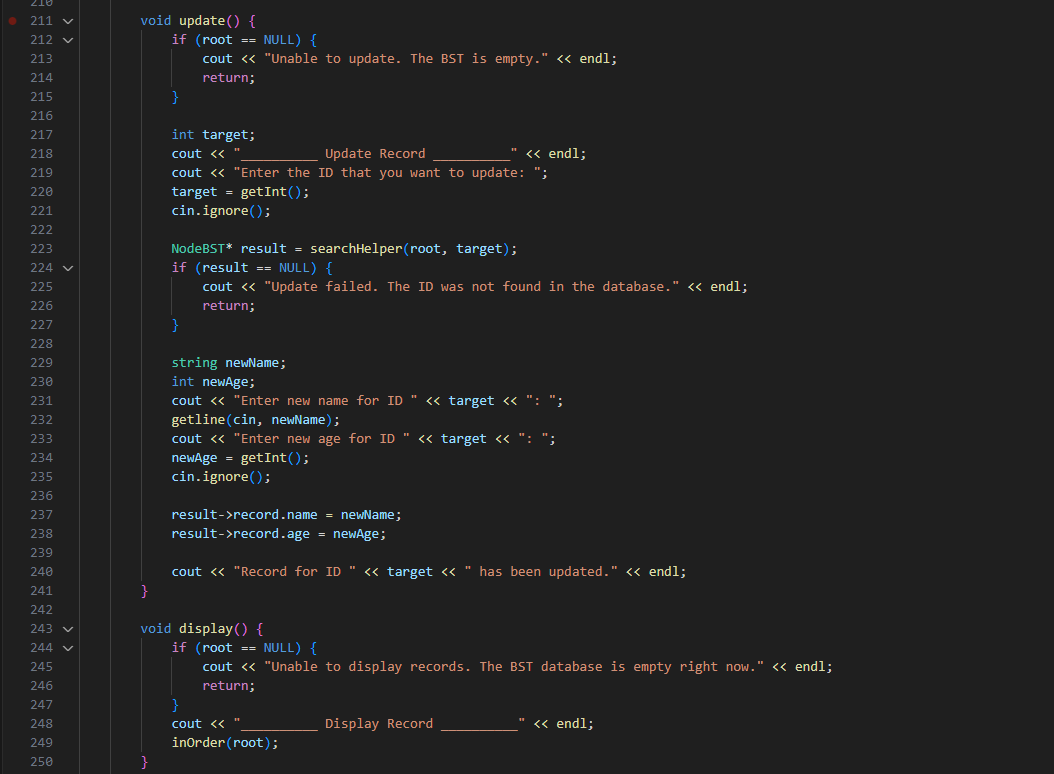 210
211 void update() {
212 if (root == NULL) {
213 cout << "Unable to update. The BST is empty." << endl;
214 return;
215 }
216
217 int target;
218 cout << "__________ Update Record __________" << endl;
219 cout << "Enter the ID that you want to update: ";
220 target = getInt();
221 cin.ignore();
222
223 NodeBST* result = searchHelper(root, target);
224 if (result == NULL) {
225 cout << "Update failed. The ID was not found in the database." << endl;
226 return;
227 }
228
229 string newName;
230 int newAge;
231 cout << "Enter new name for ID " << target << ": ";
232 getline(cin, newName);
233 cout << "Enter new age for ID " << target << ": ";
234 newAge = getInt();
235 cin.ignore();
236
237 result->record.name = newName;
238 result->record.age = newAge;
239
240 cout << "Record for ID " << target << " has been updated." << endl;
241 }
242
243 void display() {
244 if (root == NULL) {
245 cout << "Unable to display records. The BST database is empty right now." << endl;
246 return;
247 }
248 cout << "__________ Display Record __________" << endl;
249 inOrder(root);
250 }